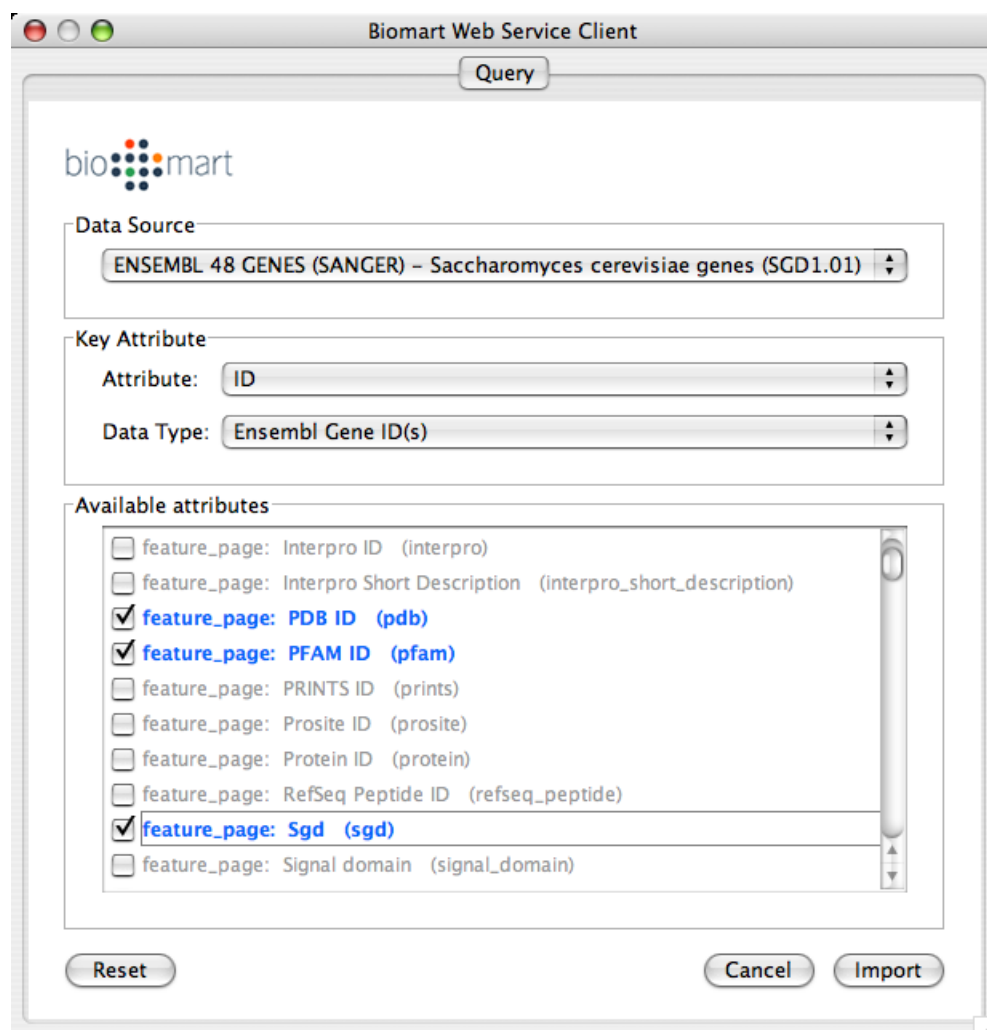 Biomart Web Service Client
Query
bio mart
Data Source
ENSEMBL 48 GENES (SANGER) – Saccharomyces cerevisiae genes (SGD1.01)
Key Attribute
Attribute: ID
Data Type: Ensembl Gene ID(s)
Available attributes
feature_page: Interpro ID (interpro)
feature_page: Interpro Short Description (interpro_short_description)
feature_page: PDB ID (pdb)
feature_page: PFAM ID (pfam)
feature_page: PRINTS ID (prints)
feature_page: Prosite ID (prosite)
feature_page: Protein ID (protein)
feature_page: RefSeq Peptide ID (refseq_peptide)
feature_page: Sgd (sgd)
feature_page: Signal domain (signal_domain)
Reset Cancel Import